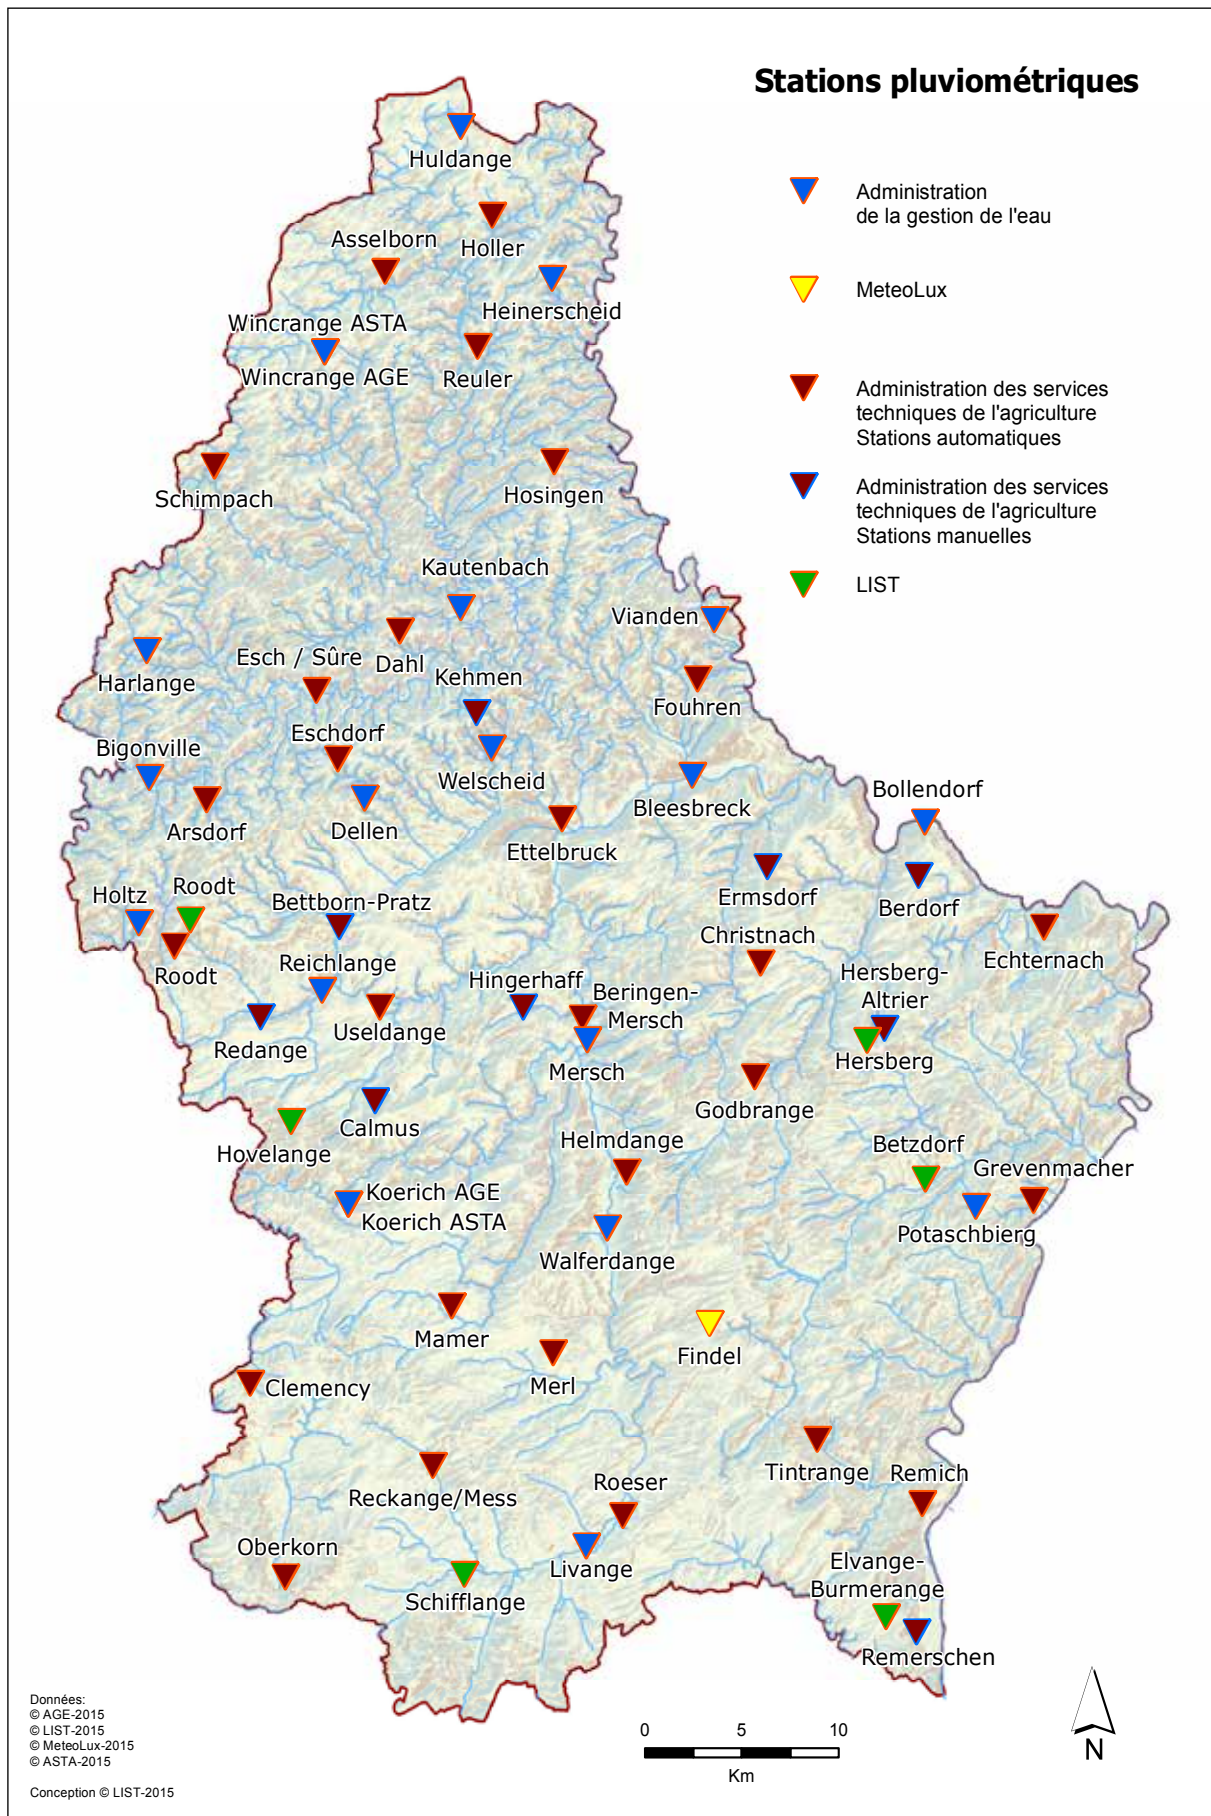 Stations pluviométriques
Administration
de la gestion de l'eau
MeteoLux
Administration des services
techniques de l'agriculture
Stations automatiques
Administration des services
techniques de l'agriculture
Stations manuelles
LIST
Huldange
Holler
Asselborn
Heinerscheid
Wincrange ASTA
Wincrange AGE
Reuler
Schimpach
Hosingen
Kautenbach
Vianden
Dahl
Esch / Sûre
Harlange
Kehmen
Fouhren
Eschdorf
Bigonville
Welscheid
Bleesbreck
Bollendorf
Arsdorf
Dellen
Ettelbruck
Ermsdorf
Berdorf
Holtz
Roodt
Bettborn-Pratz
Christnach
Echternach
Roodt
Reichlange
Hingerhaff
Beringen-
Mersch
Hersberg-
Altrier
Redange
Useldange
Mersch
Hersberg
Godbrange
Calmus
Hovelange
Helmdange
Betzdorf
Grevenmacher
Koerich AGE
Koerich ASTA
Potaschbierg
Walferdange
Mamer
Findel
Merl
Clemency
Tintrange
Remich
Reckange/Mess
Roeser
Oberkorn
Livange
Schifflange
Elvange-
Burmerange
Remerschen
Données:
© AGE-2015
© LIST-2015
© MeteoLux-2015
© ASTA-2015
Conception © LIST-2015
0 5 10
Km
N